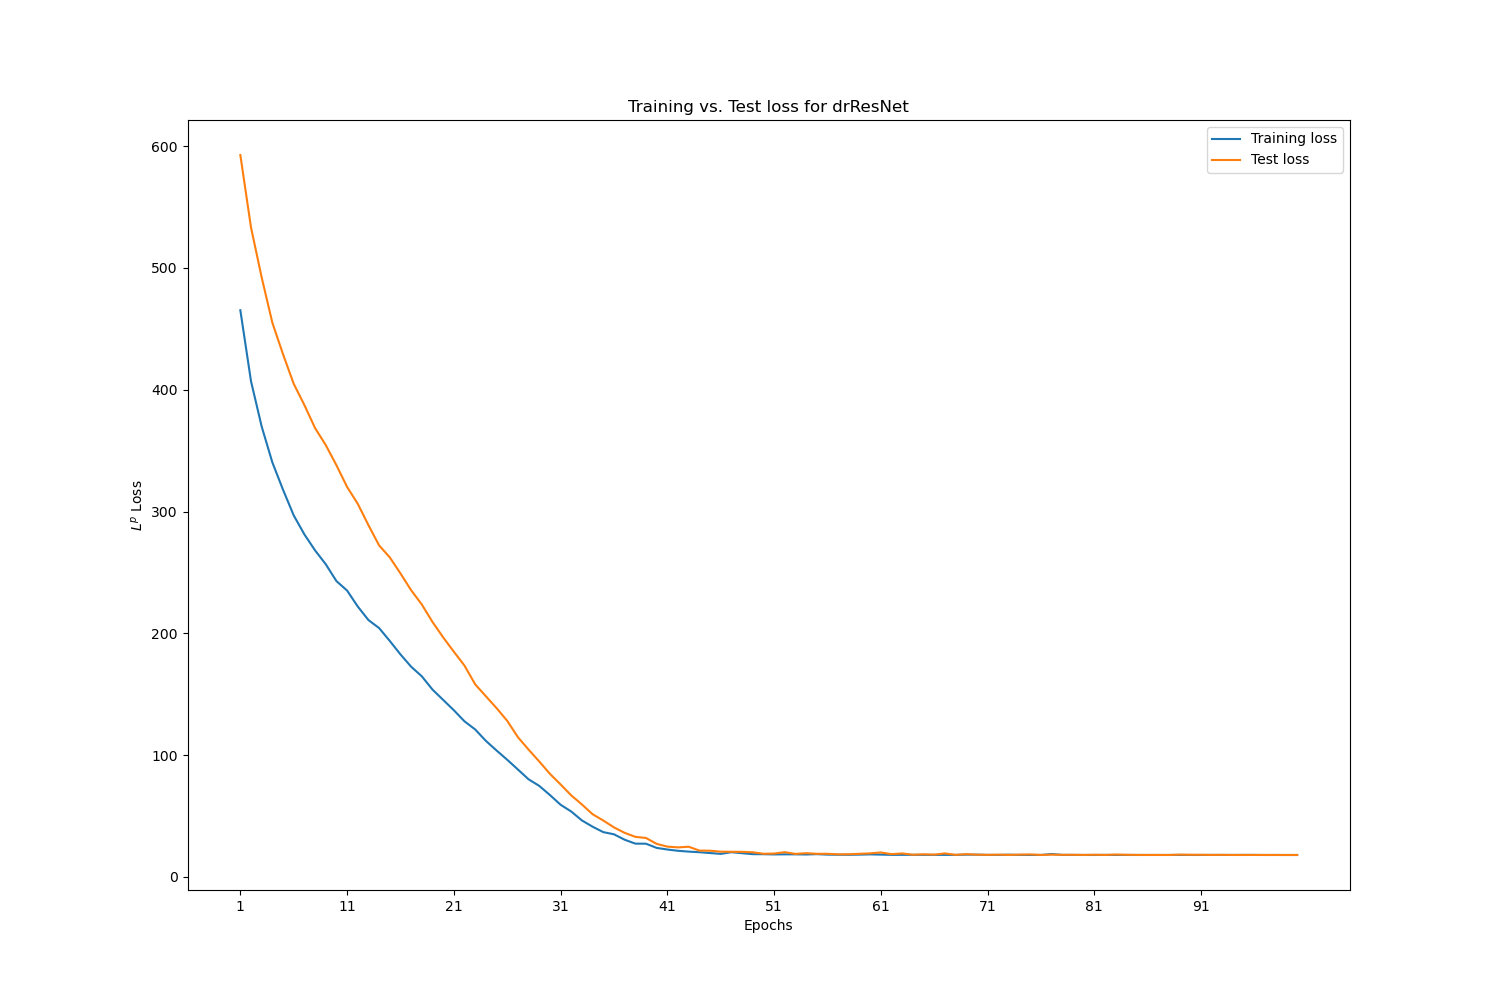 Training vs. Test loss for drResNet
Training loss
Test loss
600
500
400
300
200
100
0
L^p Loss
1 11 21 31 41 51 61 71 81 91
Epochs